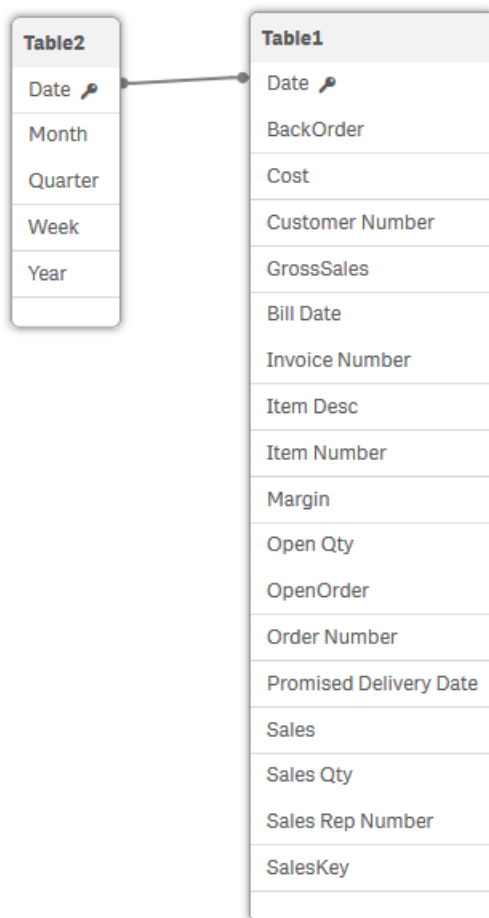 Table2
Date
Month
Quarter
Week
Year
Table1
Date
BackOrder
Cost
Customer Number
GrossSales
Bill Date
Invoice Number
Item Desc
Item Number
Margin
Open Qty
OpenOrder
Order Number
Promised Delivery Date
Sales
Sales Qty
Sales Rep Number
SalesKey